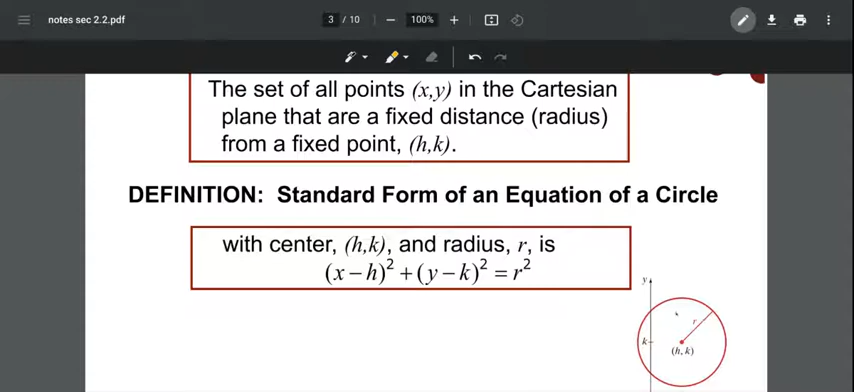 notes sec 2.2.pdf
3 / 10
100%
The set of all points (x,y) in the Cartesian
plane that are a fixed distance (radius)
from a fixed point, (h,k).
DEFINITION: Standard Form of an Equation of a Circle
with center, (h,k), and radius, r, is
(x − h)² + (y − k)² = r²
y
r
k
(h, k)